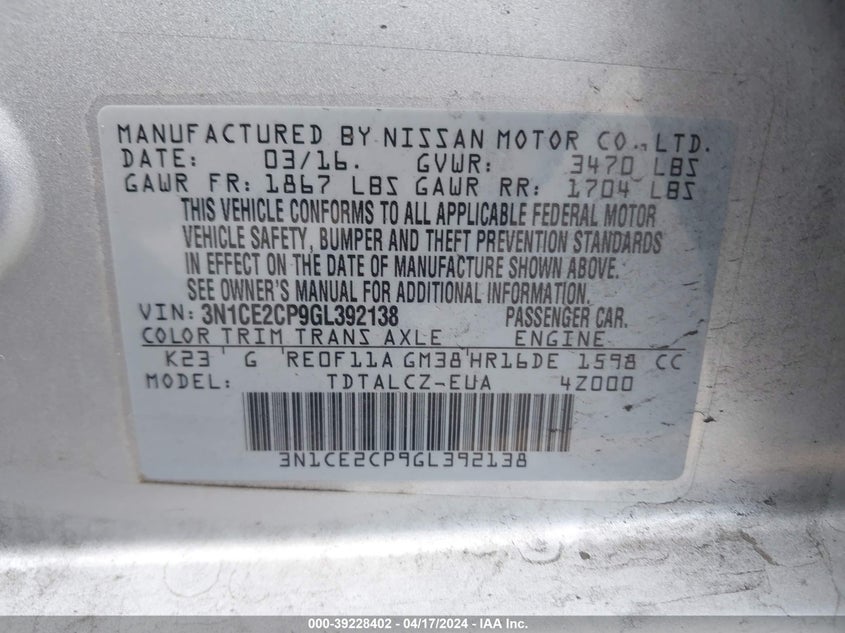 MANUFACTURED BY NISSAN MOTOR CO., LTD.
DATE: 03/16. GVWR: 3470 LBS
GAWR FR: 1867 LBS GAWR RR: 1704 LBS
THIS VEHICLE CONFORMS TO ALL APPLICABLE FEDERAL MOTOR
VEHICLE SAFETY, BUMPER AND THEFT PREVENTION STANDARDS
IN EFFECT ON THE DATE OF MANUFACTURE SHOWN ABOVE.
SEE OWNER'S MANUAL FOR ADDITIONAL INFORMATION.
VIN: 3N1CE2CP9GL392138 PASSENGER CAR.
COLOR TRIM TRANS AXLE ENGINE
K23 G RE0F11A GM38 HR16DE 1598 CC
MODEL: TDTALCZ-EUA 4Z000
3N1CE2CP9GL392138
000-39228402 - 04/17/2024 - IAA Inc.